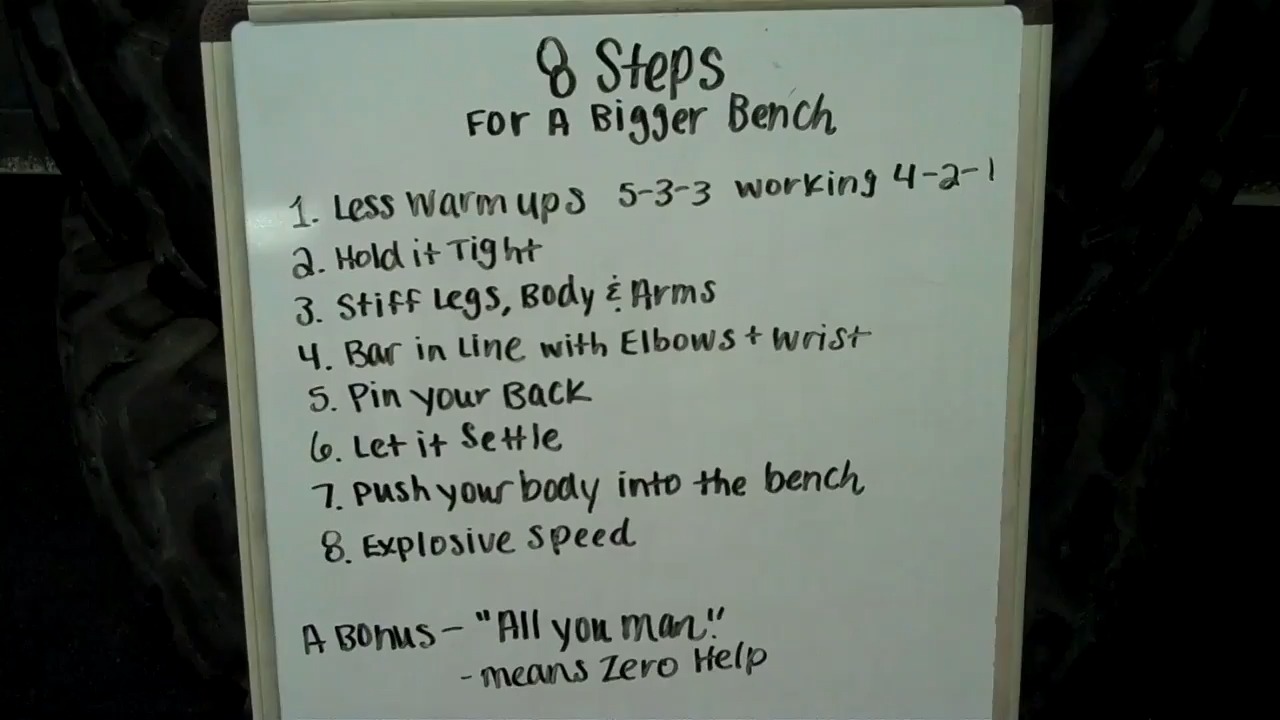 8 Steps
For A Bigger Bench
1. Less Warm ups 5-3-3 working 4-2-1
2. Hold it Tight
3. Stiff Legs, Body & Arms
4. Bar in Line with Elbows + Wrist
5. Pin your Back
6. Let it Settle
7. Push your body into the bench
8. Explosive Speed
A Bonus - "All you man."
- means Zero Help